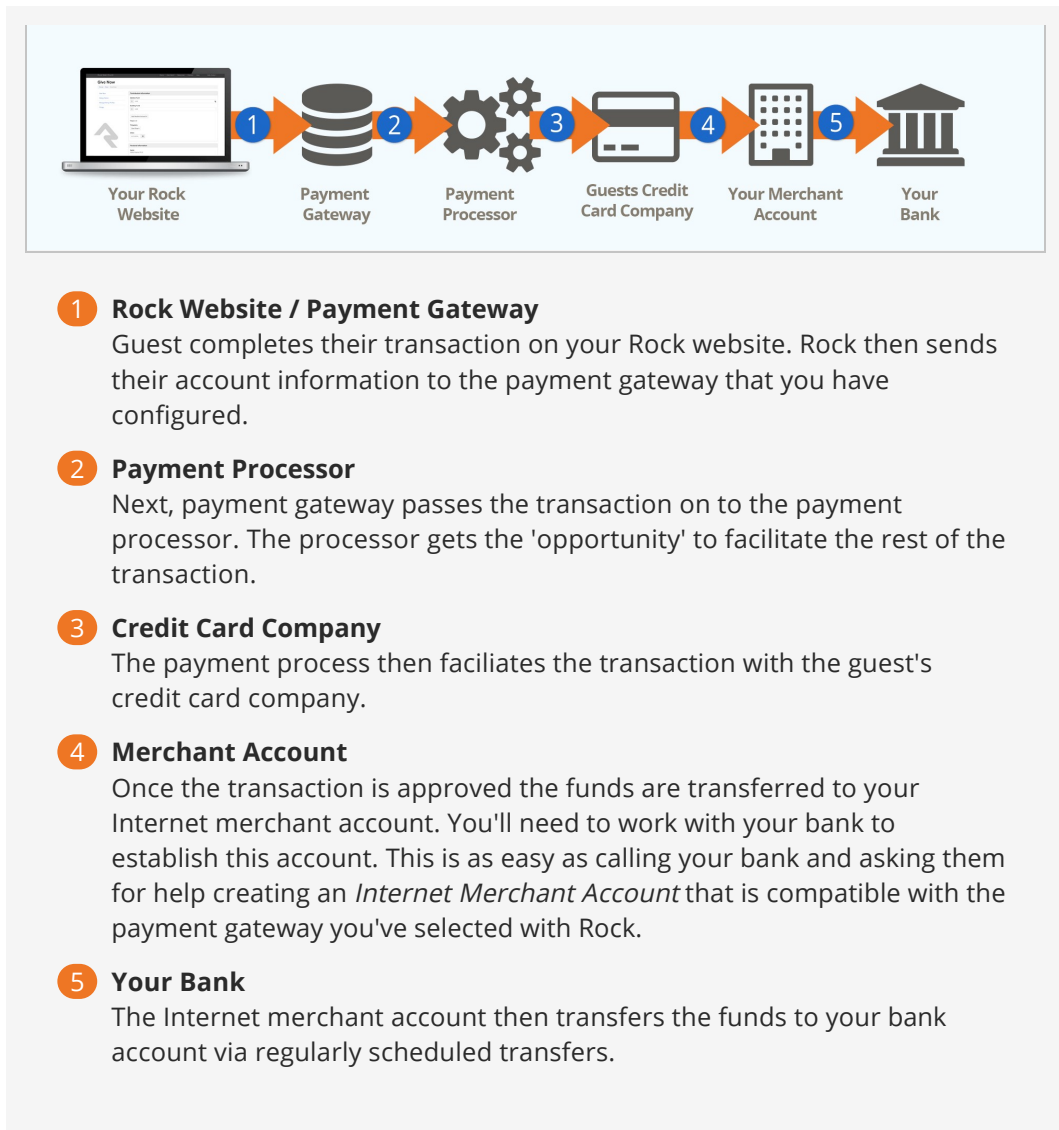 Give Now
1
2
3
4
5
Your Rock
Website
Payment
Gateway
Payment
Processor
Guests Credit
Card Company
Your Merchant
Account
Your
Bank
1 Rock Website / Payment Gateway
Guest completes their transaction on your Rock website. Rock then sends
their account information to the payment gateway that you have
configured.
2 Payment Processor
Next, payment gateway passes the transaction on to the payment
processor. The processor gets the 'opportunity' to facilitate the rest of the
transaction.
3 Credit Card Company
The payment process then faciliates the transaction with the guest's
credit card company.
4 Merchant Account
Once the transaction is approved the funds are transferred to your
Internet merchant account. You'll need to work with your bank to
establish this account. This is as easy as calling your bank and asking them
for help creating an Internet Merchant Account that is compatible with the
payment gateway you've selected with Rock.
5 Your Bank
The Internet merchant account then transfers the funds to your bank
account via regularly scheduled transfers.